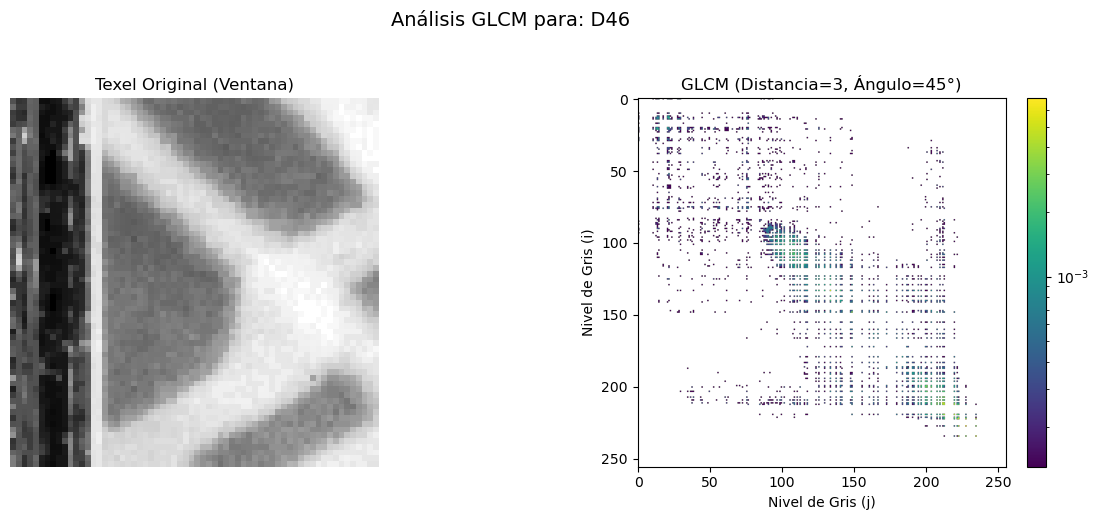 Análisis GLCM para: D46
Texel Original (Ventana)
GLCM (Distancia=3, Ángulo=45°)
0
50
100
150
200
250
Nivel de Gris (i)
0 50 100 150 200 250
Nivel de Gris (j)
10⁻³